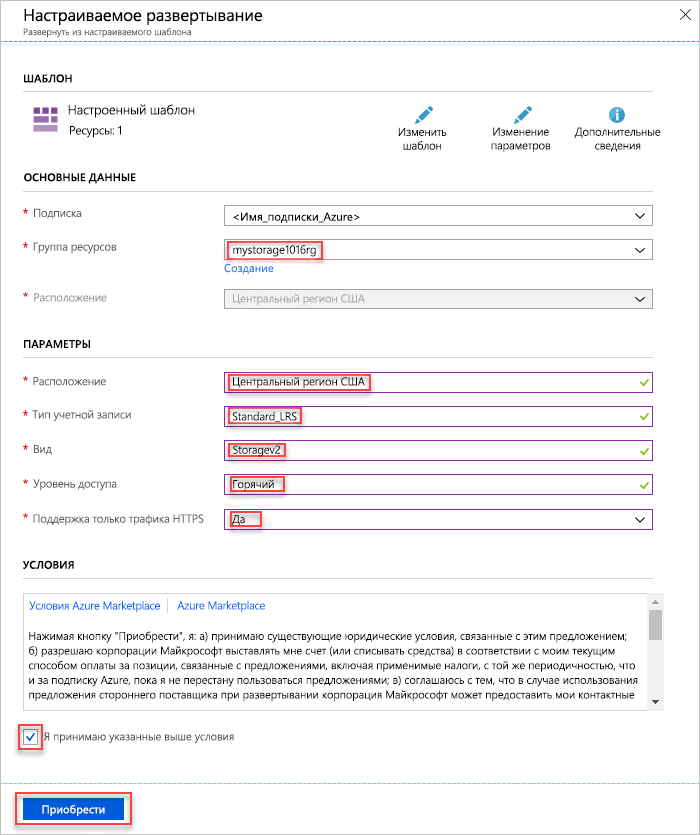 Настраиваемое развертывание
Развернуть из настраиваемого шаблона
ШАБЛОН
Настроенный шаблон
Ресурсы: 1
Изменить шаблон
Изменение параметров
Дополнительные сведения
ОСНОВНЫЕ ДАННЫЕ
* Подписка
<Имя_подписки_Azure>
* Группа ресурсов
mystorage1016rg
Создание
* Расположение
Центральный регион США
ПАРАМЕТРЫ
* Расположение
Центральный регион США
* Тип учетной записи
Standard_LRS
* Вид
Storagev2
* Уровень доступа
Горячий
* Поддержка только трафика HTTPS
Да
УСЛОВИЯ
Условия Azure Marketplace | Azure Marketplace
Нажимая кнопку "Приобрести", я: а) принимаю существующие юридические условия, связанные с этим предложением;
б) разрешаю корпорации Майкрософт выставлять мне счет (или списывать средства) в соответствии с моим текущим
способом оплаты за позиции, связанные с предложениями, включая применимые налоги, с той же периодичностью, что
и за подписку Azure, пока я не перестану пользоваться предложениями; в) соглашаюсь с тем, что в случае использования
предложения стороннего поставщика при развертывании корпорация Майкрософт может предоставить мои контактные
Я принимаю указанные выше условия
Приобрести